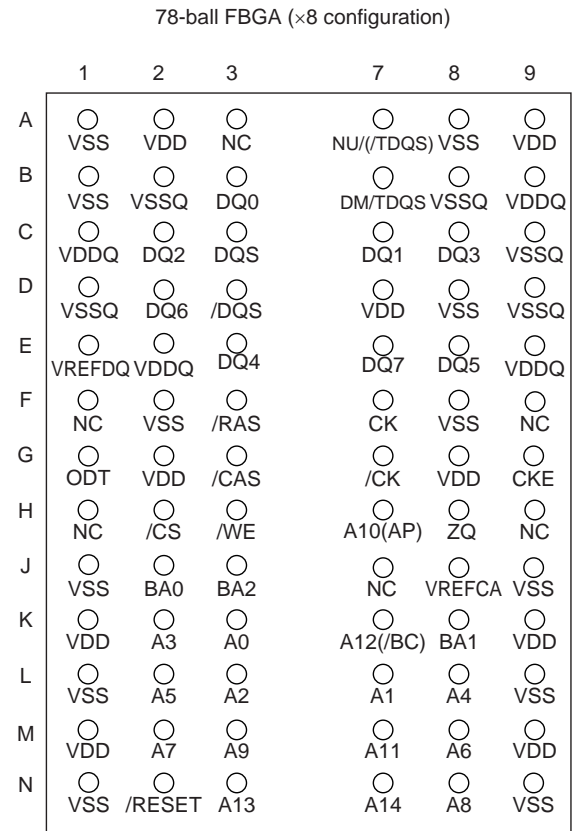 78-ball FBGA (×8 configuration)
1 2 3 7 8 9
A
VSS VDD NC NU/(/TDQS) VSS VDD
B
VSS VSSQ DQ0 DM/TDQS VSSQ VDDQ
C
VDDQ DQ2 DQS DQ1 DQ3 VSSQ
D
VSSQ DQ6 /DQS VDD VSS VSSQ
E
VREFDQ VDDQ DQ4 DQ7 DQ5 VDDQ
F
NC VSS /RAS CK VSS NC
G
ODT VDD /CAS /CK VDD CKE
H
NC /CS /WE A10(AP) ZQ NC
J
VSS BA0 BA2 NC VREFCA VSS
K
VDD A3 A0 A12(/BC) BA1 VDD
L
VSS A5 A2 A1 A4 VSS
M
VDD A7 A9 A11 A6 VDD
N
VSS /RESET A13 A14 A8 VSS